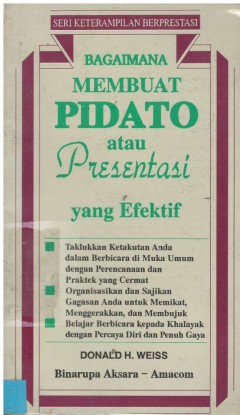 SERI KETERAMPILAN BERPRESTASI
BAGAIMANA
MEMBUAT
PIDATO
atau
Presentasi
yang Efektif
Taklukkan Ketakutan Anda
dalam Berbicara di Muka Umum
dengan Perencanaan dan
Praktek yang Cermat
Organisasikan dan Sajikan
Gagasan Anda untuk Memikat,
Menggerakkan, dan Membujuk
Belajar Berbicara kepada Khalayak
dengan Percaya Diri dan Penuh Gaya
DONALD H. WEISS
Binarupa Aksara – Amacom